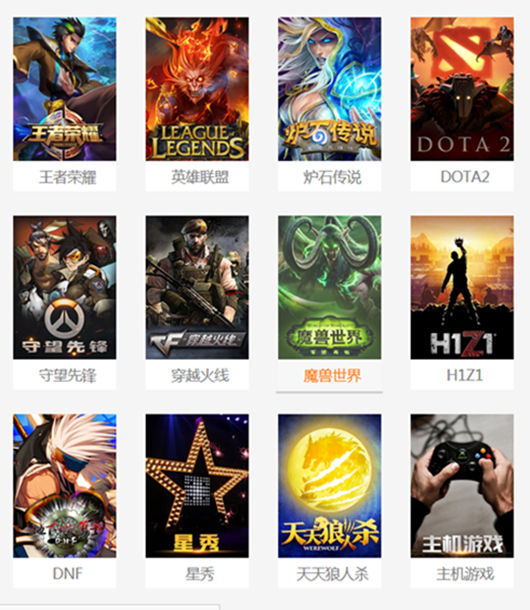 王者荣耀
LEAGUE OF LEGENDS
炉石传说
DOTA 2
王者荣耀
英雄联盟
炉石传说
DOTA2
守望先锋
CF 穿越火线
魔兽世界
H1Z1
守望先锋
穿越火线
魔兽世界
H1Z1
DNF
星秀
天天狼人杀
WEREWOLF
主机游戏
DNF
星秀
天天狼人杀
主机游戏